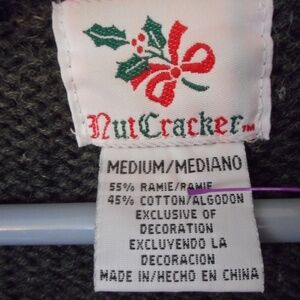 NutCracker™
MEDIUM/MEDIANO
55% RAMIE/RAMIE
45% COTTON/ALGODON
EXCLUSIVE OF
DECORATION
EXCLUYENDO LA
DECORACION
MADE IN/HECHO EN CHINA